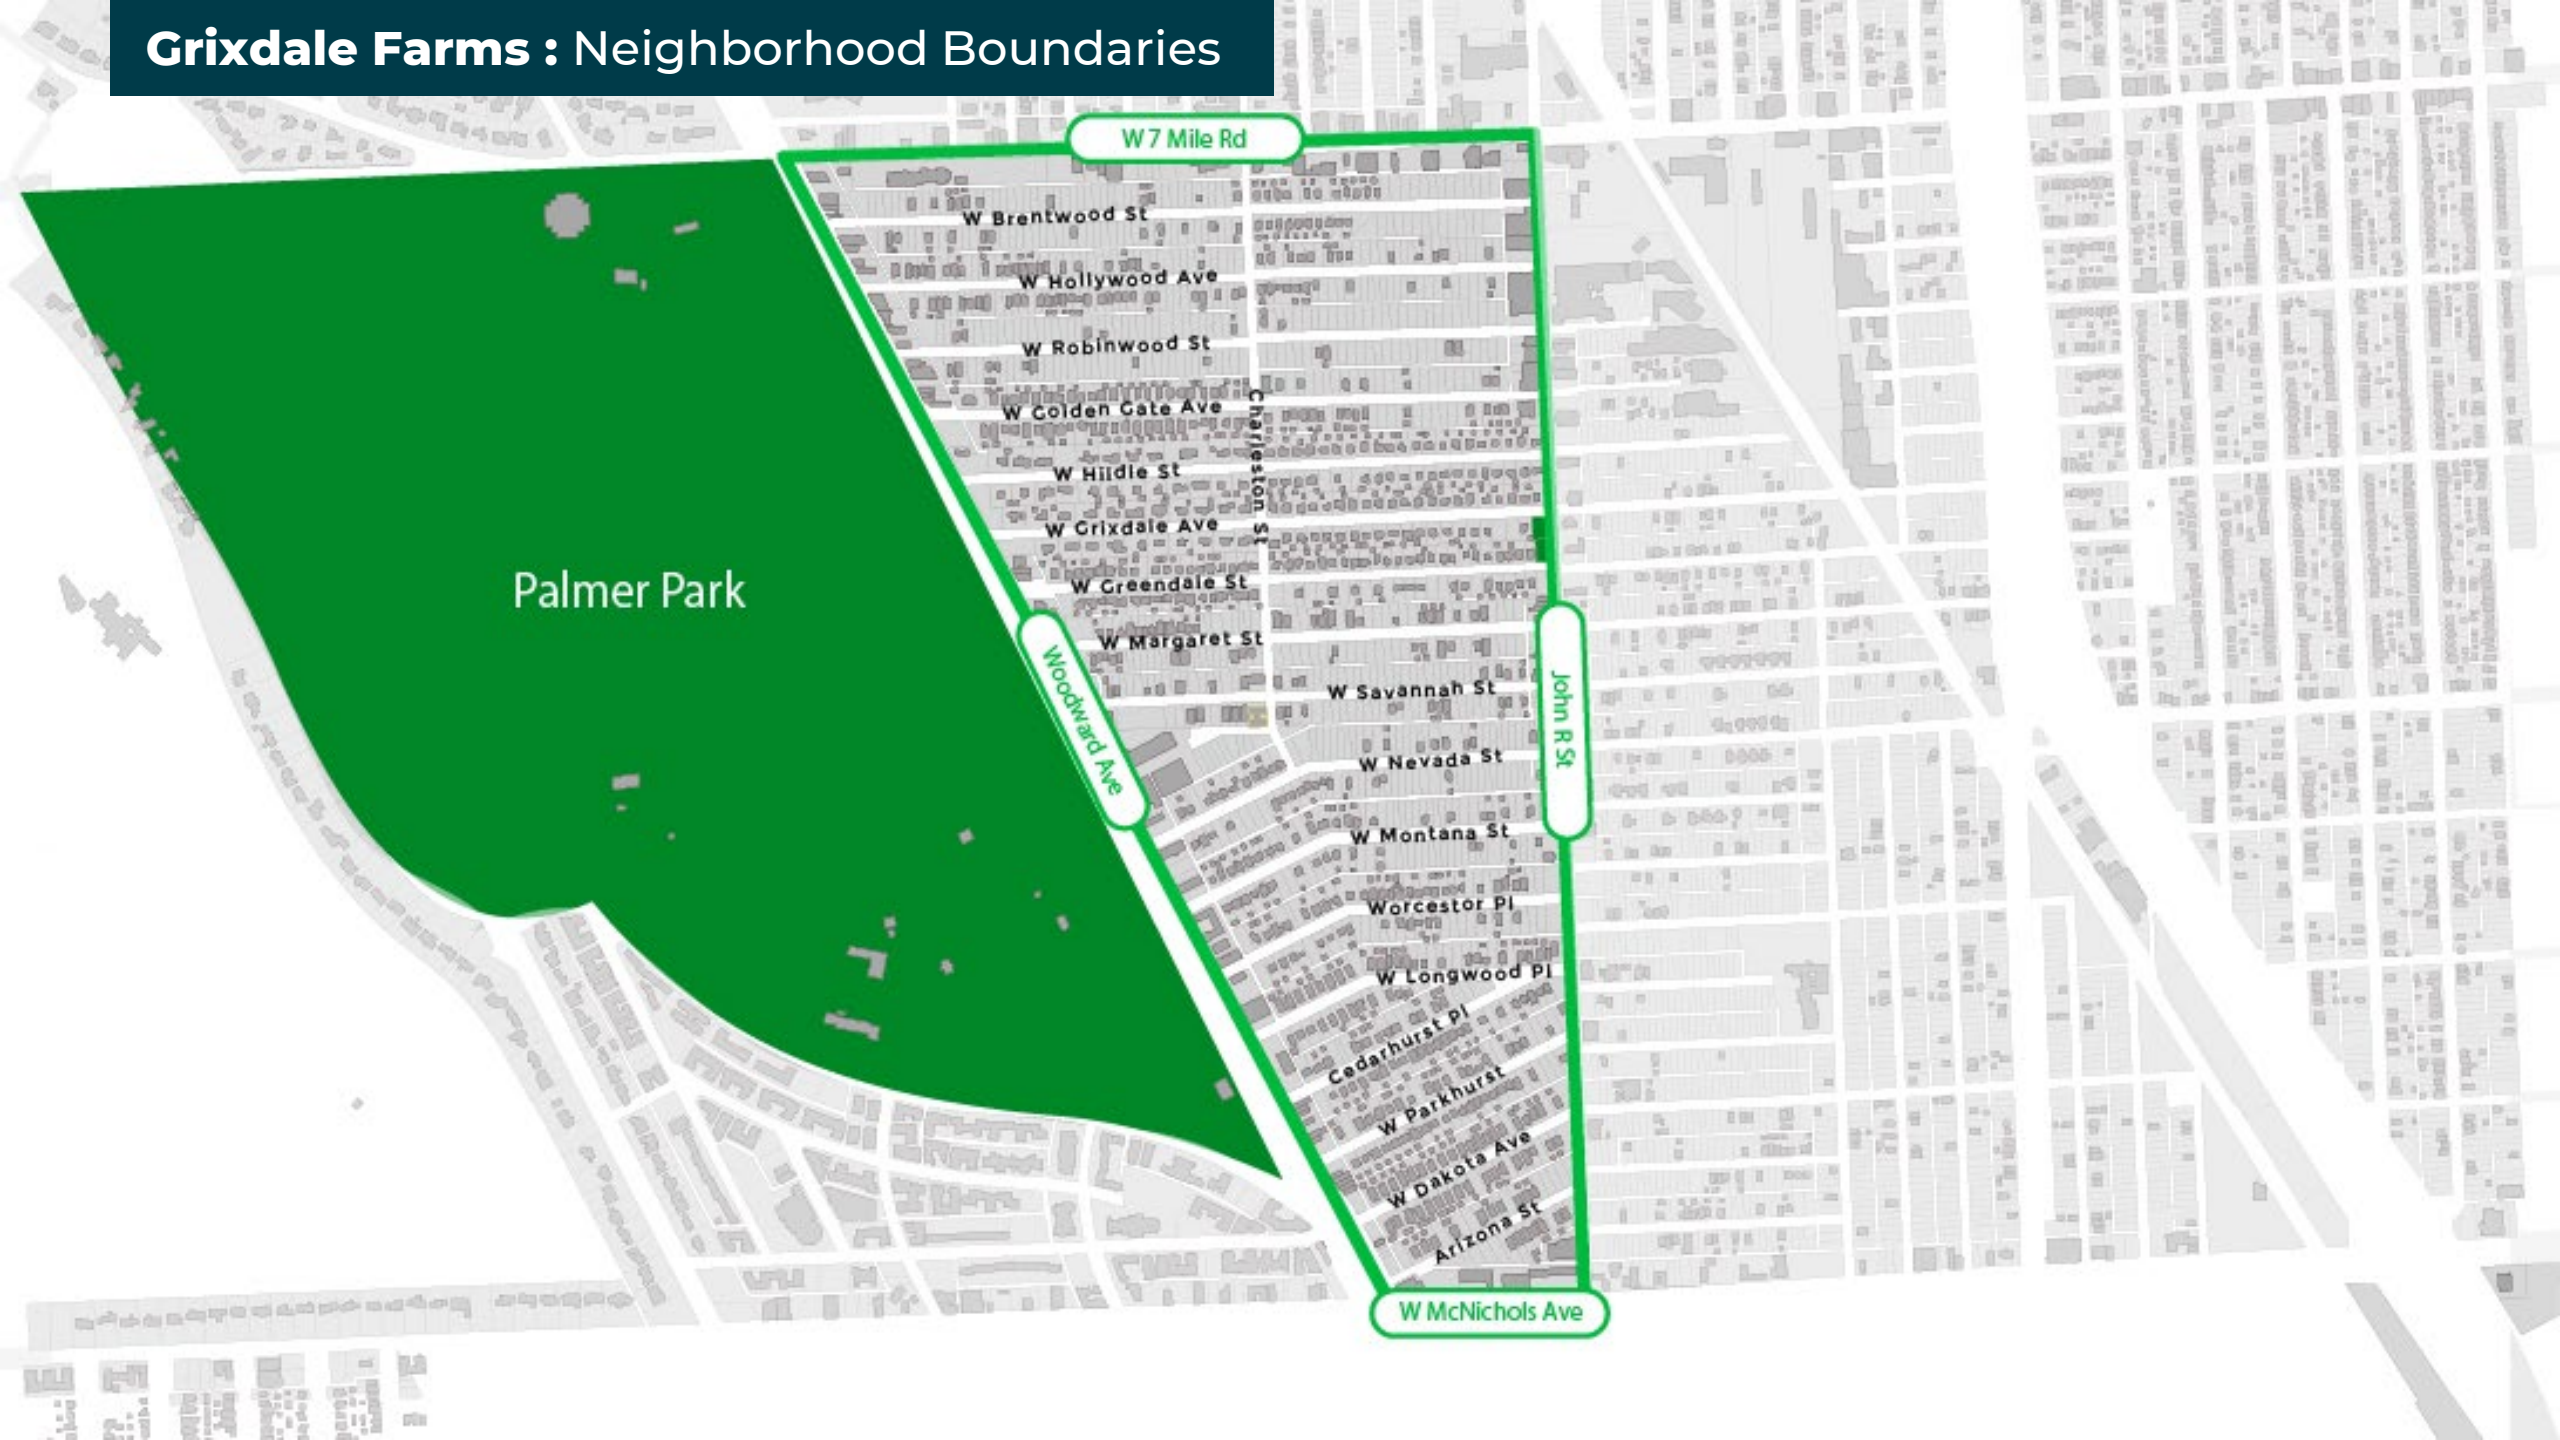 Grixdale Farms : Neighborhood Boundaries
W 7 Mile Rd
W Brentwood St
W Hollywood Ave
W Robinwood St
W Golden Gate Ave
Charleston St
W Hildle St
W Grixdale Ave
W Greendale St
Palmer Park
W Margaret St
Woodward Ave
W Savannah St
John R St
W Nevada St
W Montana St
Worcestor Pl
W Longwood Pl
Cedarhurst Pl
W Parkhurst
W Dakota Ave
Arizona St
W McNichols Ave